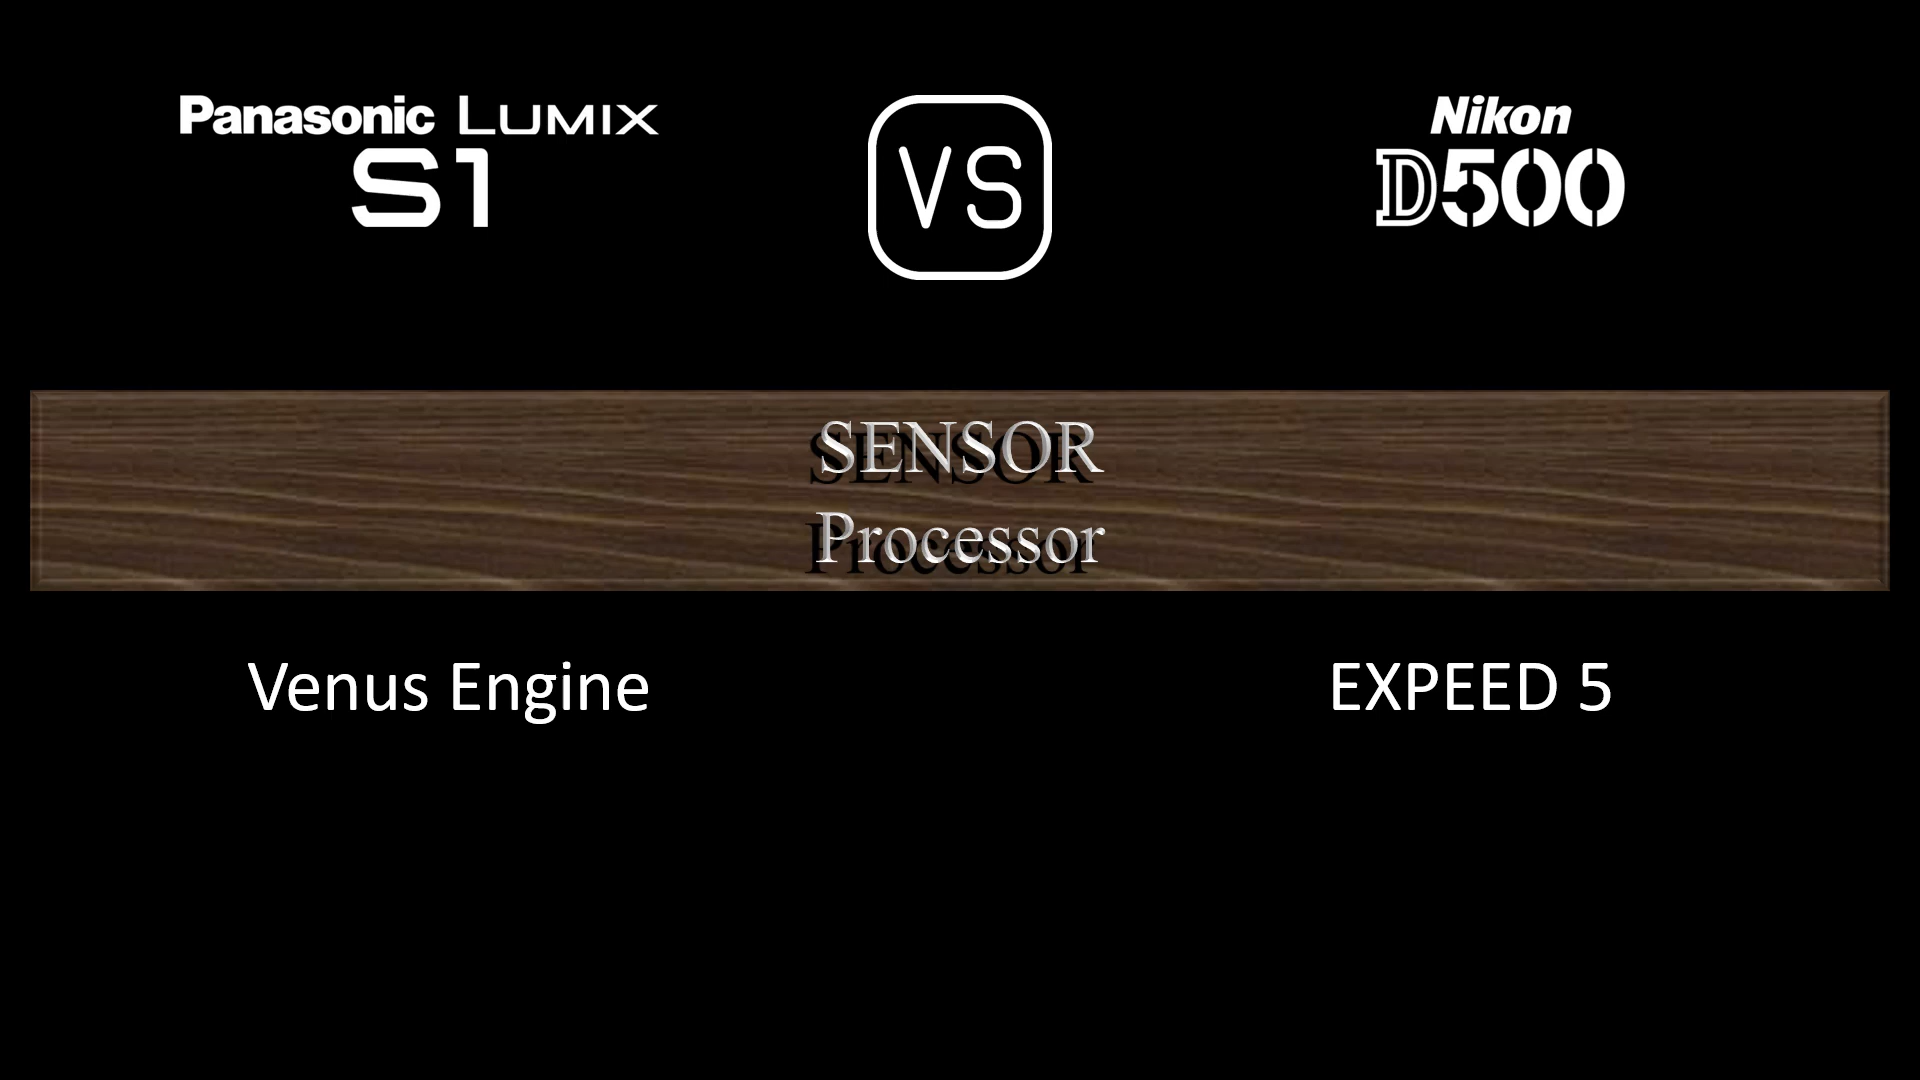 Panasonic LUMIX
S1
VS
Nikon
D500
SENSOR
Processor
Venus Engine
EXPEED 5